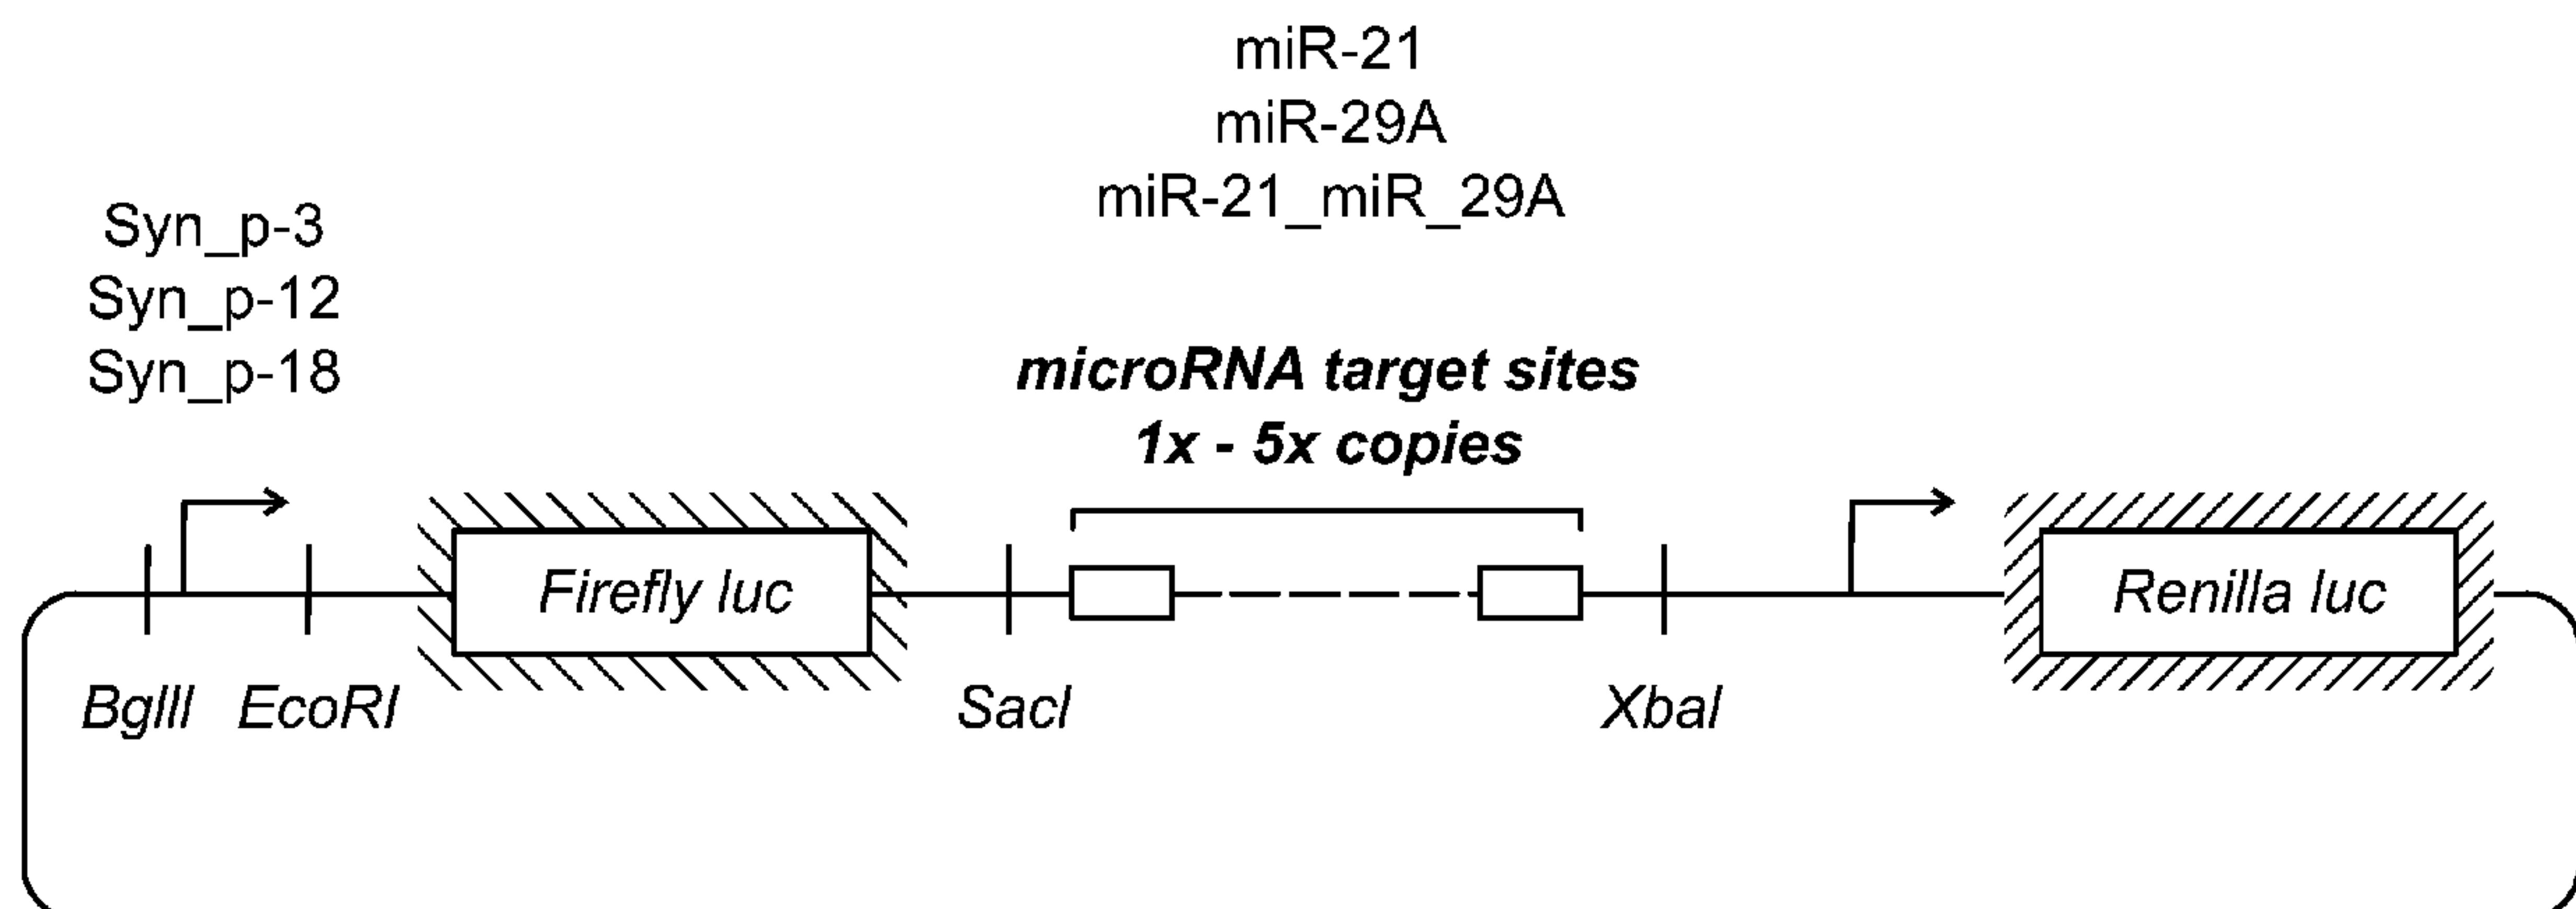 miR-21
miR-29A
miR-21_miR_29A
Syn_p-3
Syn_p-12
Syn_p-18
microRNA target sites
1x - 5x copies
Firefly luc
Renilla luc
BglII
EcoRI
SacI
XbaI